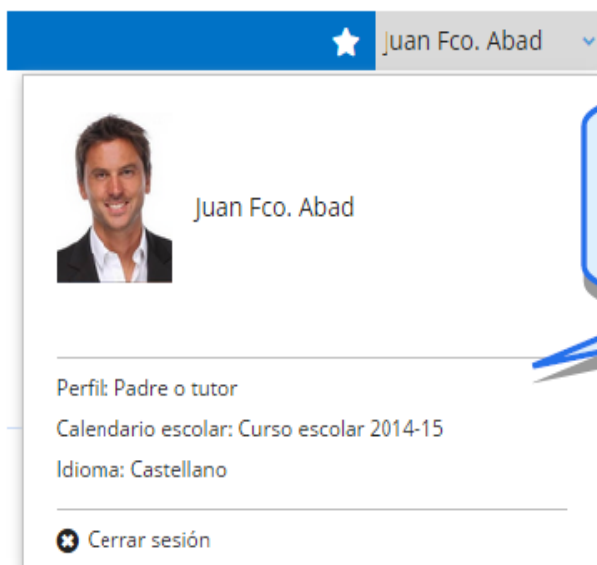 Juan Fco. Abad
Juan Fco. Abad
Perfil: Padre o tutor
Calendario escolar: Curso escolar 2014-15
Idioma: Castellano
Cerrar sesión